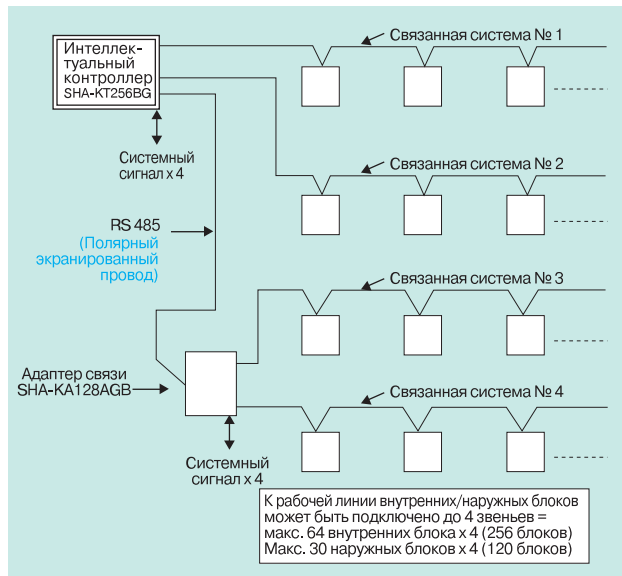 Интеллек-
туальный
контроллер
SHA-KT256BG
Связанная система № 1
Системный
сигнал x 4
Связанная система № 2
RS 485
(Полярный
экранированный
провод)
Связанная система № 3
Адаптер связи
SHA-KA128AGB
Связанная система № 4
Системный
сигнал x 4
К рабочей линии внутренних/наружных блоков
может быть подключено до 4 звеньев =
макс. 64 внутренних блока x 4 (256 блоков)
Макс. 30 наружных блоков x 4 (120 блоков)